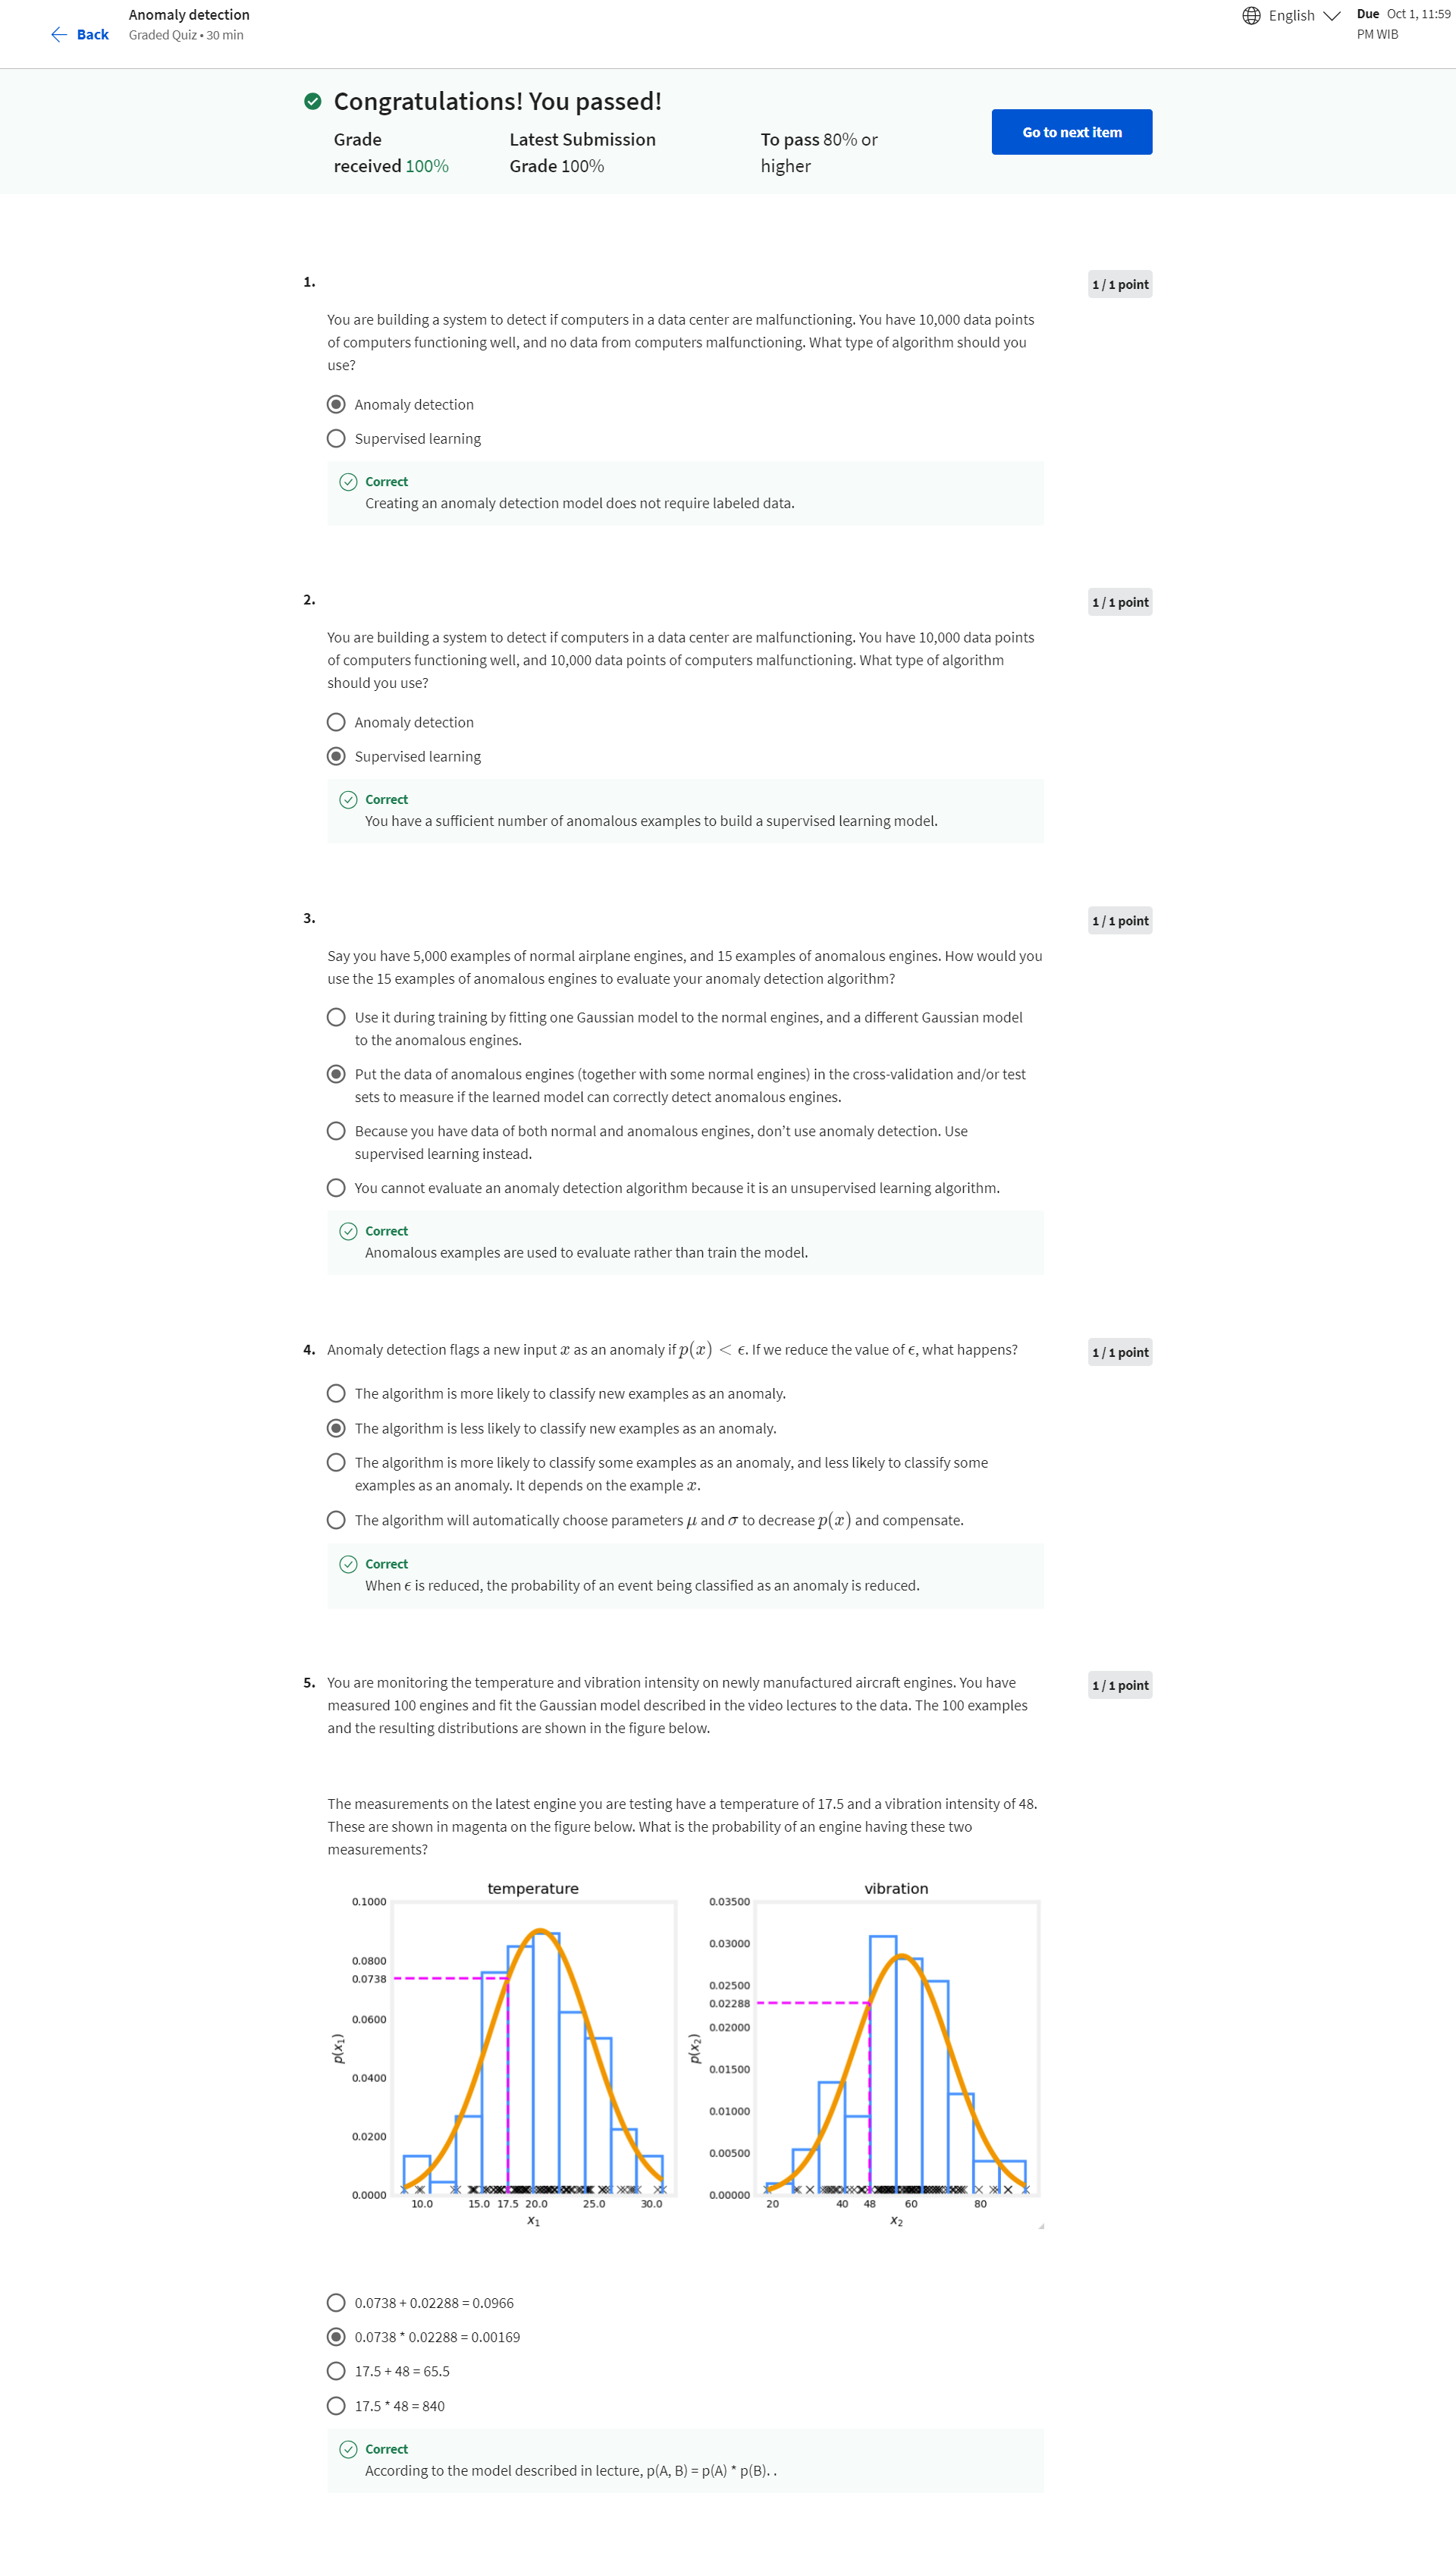 Back
Anomaly detection
Graded Quiz • 30 min
English
Due Oct 1, 11:59
PM WIB
Congratulations! You passed!
Grade
received 100%
Latest Submission
Grade 100%
To pass 80% or
higher
Go to next item
1.
1 / 1 point
You are building a system to detect if computers in a data center are malfunctioning. You have 10,000 data points
of computers functioning well, and no data from computers malfunctioning. What type of algorithm should you
use?
Anomaly detection
Supervised learning
Correct
Creating an anomaly detection model does not require labeled data.
2.
1 / 1 point
You are building a system to detect if computers in a data center are malfunctioning. You have 10,000 data points
of computers functioning well, and 10,000 data points of computers malfunctioning. What type of algorithm
should you use?
Anomaly detection
Supervised learning
Correct
You have a sufficient number of anomalous examples to build a supervised learning model.
3.
1 / 1 point
Say you have 5,000 examples of normal airplane engines, and 15 examples of anomalous engines. How would you
use the 15 examples of anomalous engines to evaluate your anomaly detection algorithm?
Use it during training by fitting one Gaussian model to the normal engines, and a different Gaussian model
to the anomalous engines.
Put the data of anomalous engines (together with some normal engines) in the cross-validation and/or test
sets to measure if the learned model can correctly detect anomalous engines.
Because you have data of both normal and anomalous engines, don’t use anomaly detection. Use
supervised learning instead.
You cannot evaluate an anomaly detection algorithm because it is an unsupervised learning algorithm.
Correct
Anomalous examples are used to evaluate rather than train the model.
4. Anomaly detection flags a new input x as an anomaly if p(x) < ϵ. If we reduce the value of ϵ, what happens?
1 / 1 point
The algorithm is more likely to classify new examples as an anomaly.
The algorithm is less likely to classify new examples as an anomaly.
The algorithm is more likely to classify some examples as an anomaly, and less likely to classify some
examples as an anomaly. It depends on the example x.
The algorithm will automatically choose parameters μ and σ to decrease p(x) and compensate.
Correct
When ϵ is reduced, the probability of an event being classified as an anomaly is reduced.
5. You are monitoring the temperature and vibration intensity on newly manufactured aircraft engines. You have
1 / 1 point
measured 100 engines and fit the Gaussian model described in the video lectures to the data. The 100 examples
and the resulting distributions are shown in the figure below.
The measurements on the latest engine you are testing have a temperature of 17.5 and a vibration intensity of 48.
These are shown in magenta on the figure below. What is the probability of an engine having these two
measurements?
temperature
0.1000
0.0800
0.0738
0.0600
0.0400
0.0200
0.0000
p(x₁)
10.0 15.0 17.5 20.0 25.0 30.0
x₁
vibration
0.03500
0.03000
0.02500
0.02288
0.02000
0.01500
0.01000
0.00500
0.00000
p(x₂)
20 40 48 60 80
x₂
0.0738 + 0.02288 = 0.0966
0.0738 * 0.02288 = 0.00169
17.5 + 48 = 65.5
17.5 * 48 = 840
Correct
According to the model described in lecture, p(A, B) = p(A) * p(B). .